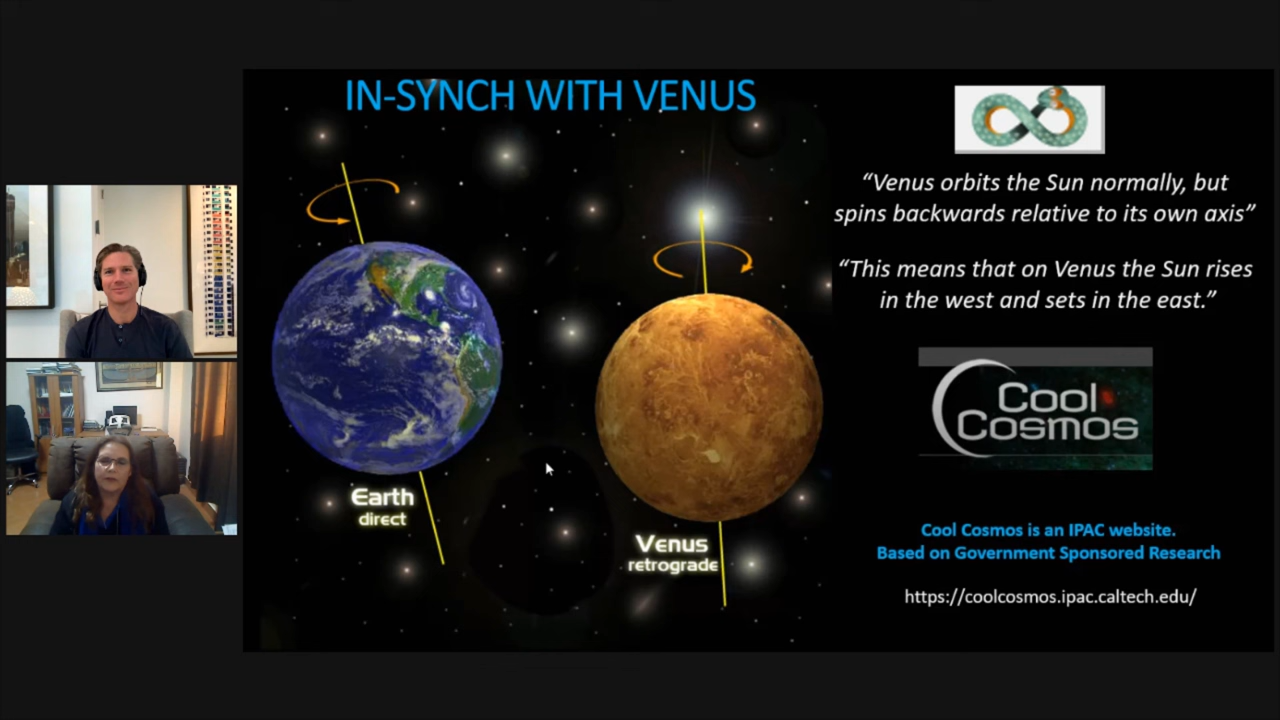 IN-SYNCH WITH VENUS
“Venus orbits the Sun normally, but
spins backwards relative to its own axis”
“This means that on Venus the Sun rises
in the west and sets in the east.”
Cool
Cosmos
Earth
direct
Venus
retrograde
Cool Cosmos is an IPAC website.
Based on Government Sponsored Research
https://coolcosmos.ipac.caltech.edu/